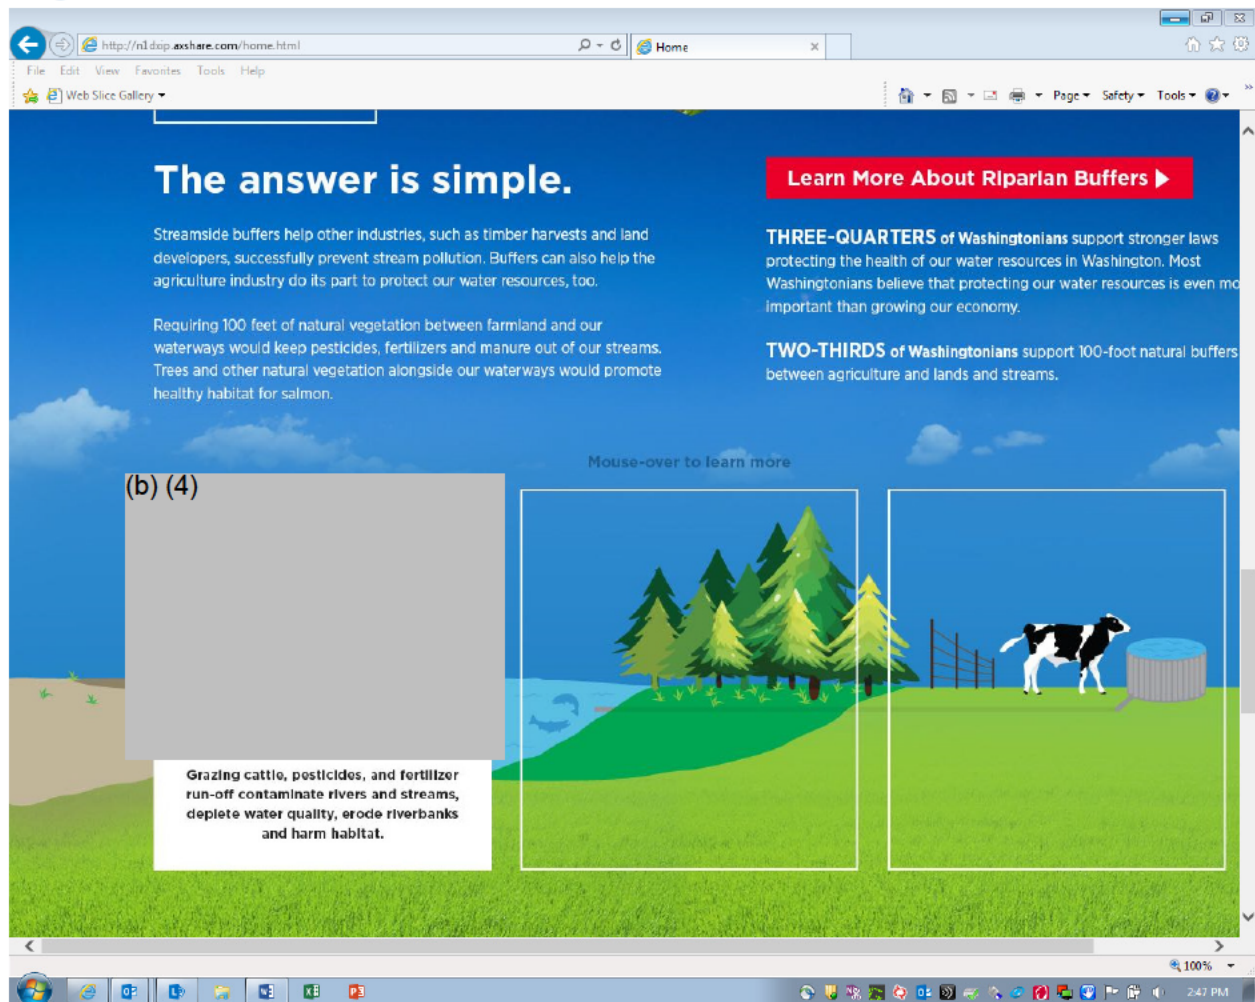 http://n1dxip.axshare.com/home.html
Home
File Edit View Favorites Tools Help
Web Slice Gallery
Page Safety Tools
The answer is simple.
Streamside buffers help other industries, such as timber harvests and land
developers, successfully prevent stream pollution. Buffers can also help the
agriculture industry do its part to protect our water resources, too.
Requiring 100 feet of natural vegetation between farmland and our
waterways would keep pesticides, fertilizers and manure out of our streams.
Trees and other natural vegetation alongside our waterways would promote
healthy habitat for salmon.
Learn More About Riparian Buffers
THREE-QUARTERS of Washingtonians support stronger laws
protecting the health of our water resources in Washington. Most
Washingtonians believe that protecting our water resources is even mo
important than growing our economy.
TWO-THIRDS of Washingtonians support 100-foot natural buffers
between agriculture and lands and streams.
Mouse-over to learn more
(b) (4)
Grazing cattle, pesticides, and fertilizer
run-off contaminate rivers and streams,
deplete water quality, erode riverbanks
and harm habitat.
100%
2:47 PM